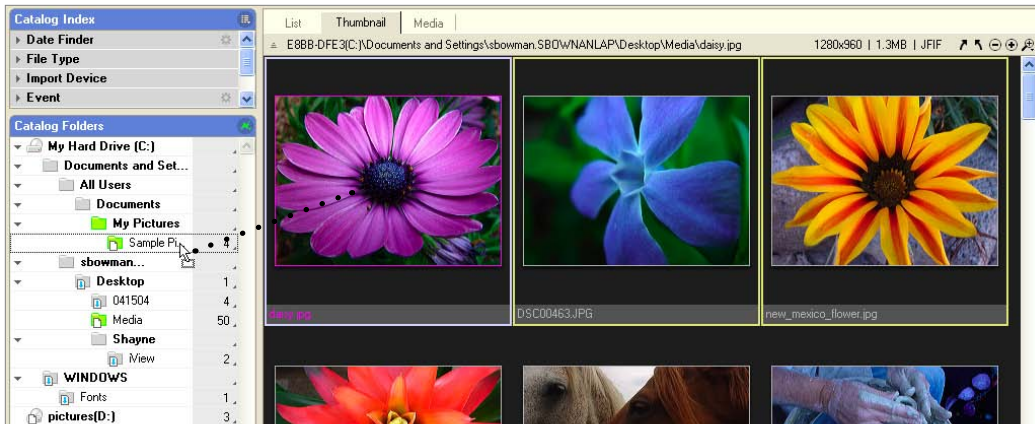 Catalog Index
Date Finder
File Type
Import Device
Event
Catalog Folders
My Hard Drive (C:)
Documents and Set...
All Users
Documents
My Pictures
Sample Pi... 4
sbowman...
Desktop 1
041504 4
Media 50
Shayne
iView 2
WINDOWS
Fonts 1
pictures(D:) 3
List Thumbnail Media
E8BB-DFE3(C:)\Documents and Settings\sbowman.SBOWNANLAP\Desktop\Media\daisy.jpg 1280x960 | 1.3MB | JFIF
daisy.jpg DSC00463.JPG new_mexico_flower.jpg